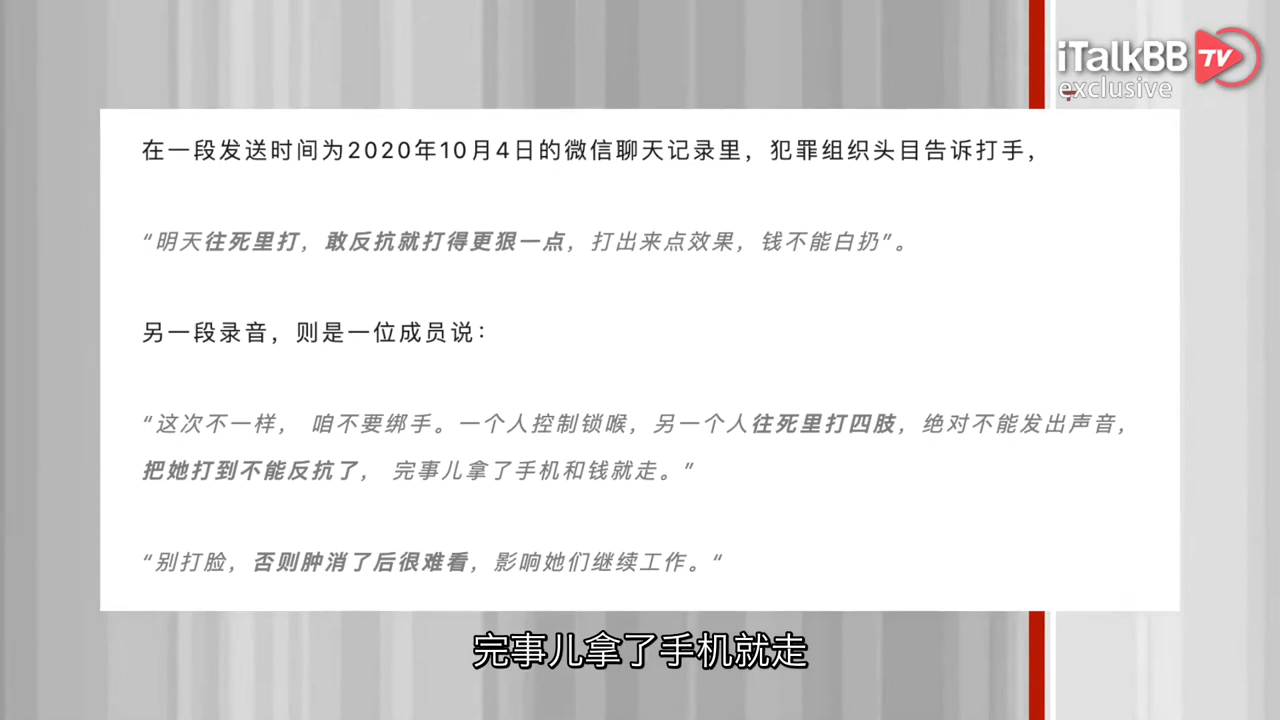 iTalkBB TV
exclusive
在一段发送时间为2020年10月4日的微信聊天记录里，犯罪组织头目告诉打手，
“明天往死里打，敢反抗就打得更狠一点，打出来点效果，钱不能白扔”。
另一段录音，则是一位成员说：
“这次不一样， 咱不要绑手。一个人控制锁喉，另一个人往死里打四肢，绝对不能发出声音，
把她打到不能反抗了， 完事儿拿了手机和钱就走。”
“别打脸，否则肿消了后很难看，影响她们继续工作。“
完事儿拿了手机就走